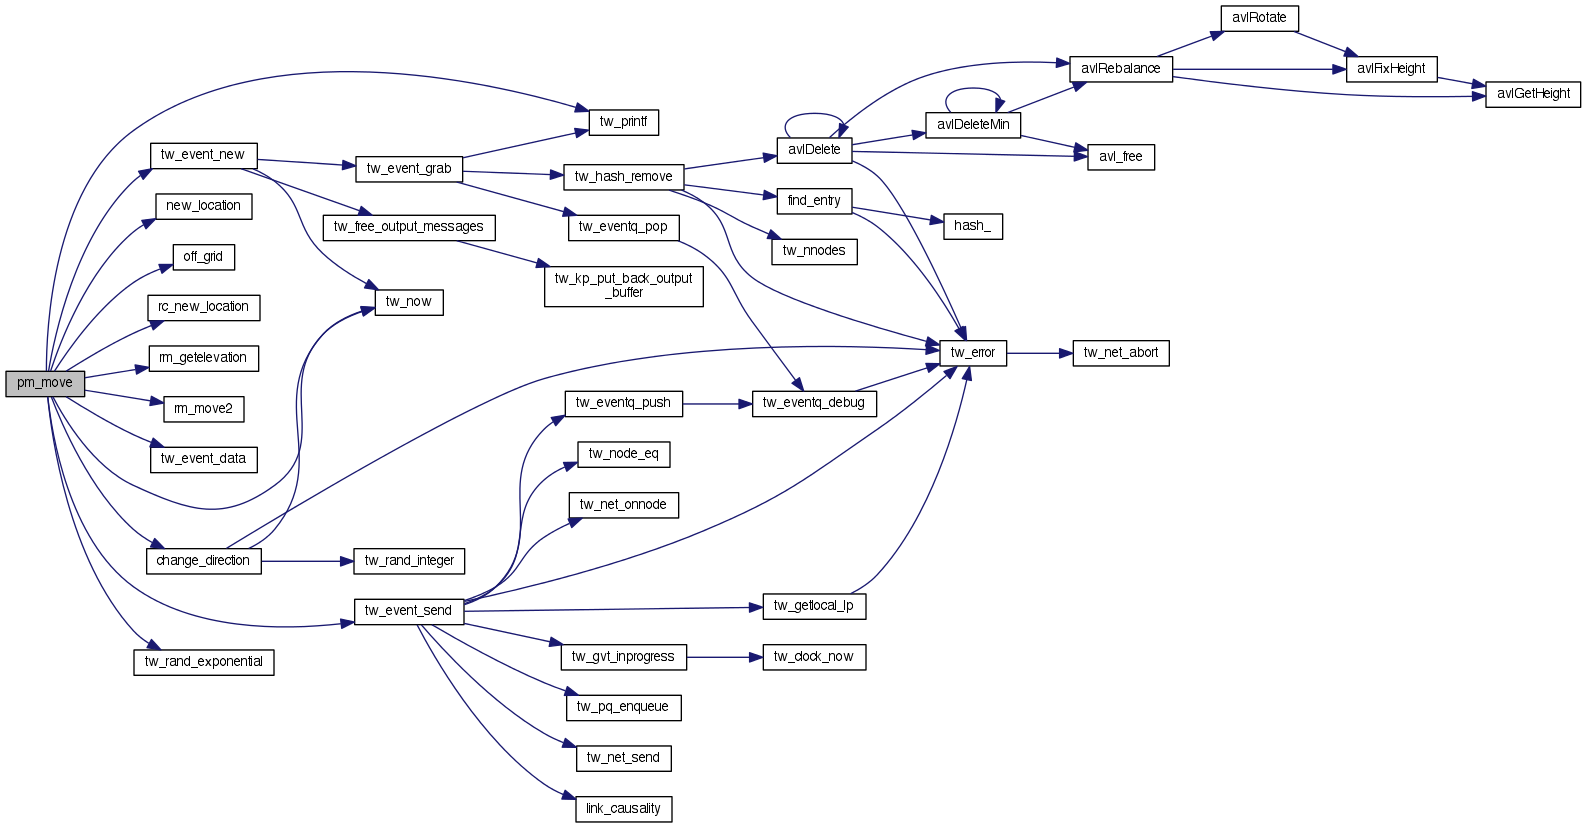 avlRotate
avlRebalance
avlFixHeight
avlGetHeight
tw_printf
avlDeleteMin
avlDelete
avl_free
tw_event_new
tw_event_grab
tw_hash_remove
new_location
find_entry
tw_free_output_messages
tw_eventq_pop
hash_
tw_nnodes
off_grid
tw_kp_put_back_output
_buffer
rc_new_location
tw_now
rm_getelevation
tw_error
tw_net_abort
pm_move
rm_move2
tw_eventq_push
tw_eventq_debug
tw_event_data
tw_node_eq
tw_net_onnode
change_direction
tw_rand_integer
tw_event_send
tw_getlocal_lp
tw_rand_exponential
tw_gvt_inprogress
tw_clock_now
tw_pq_enqueue
tw_net_send
link_causality